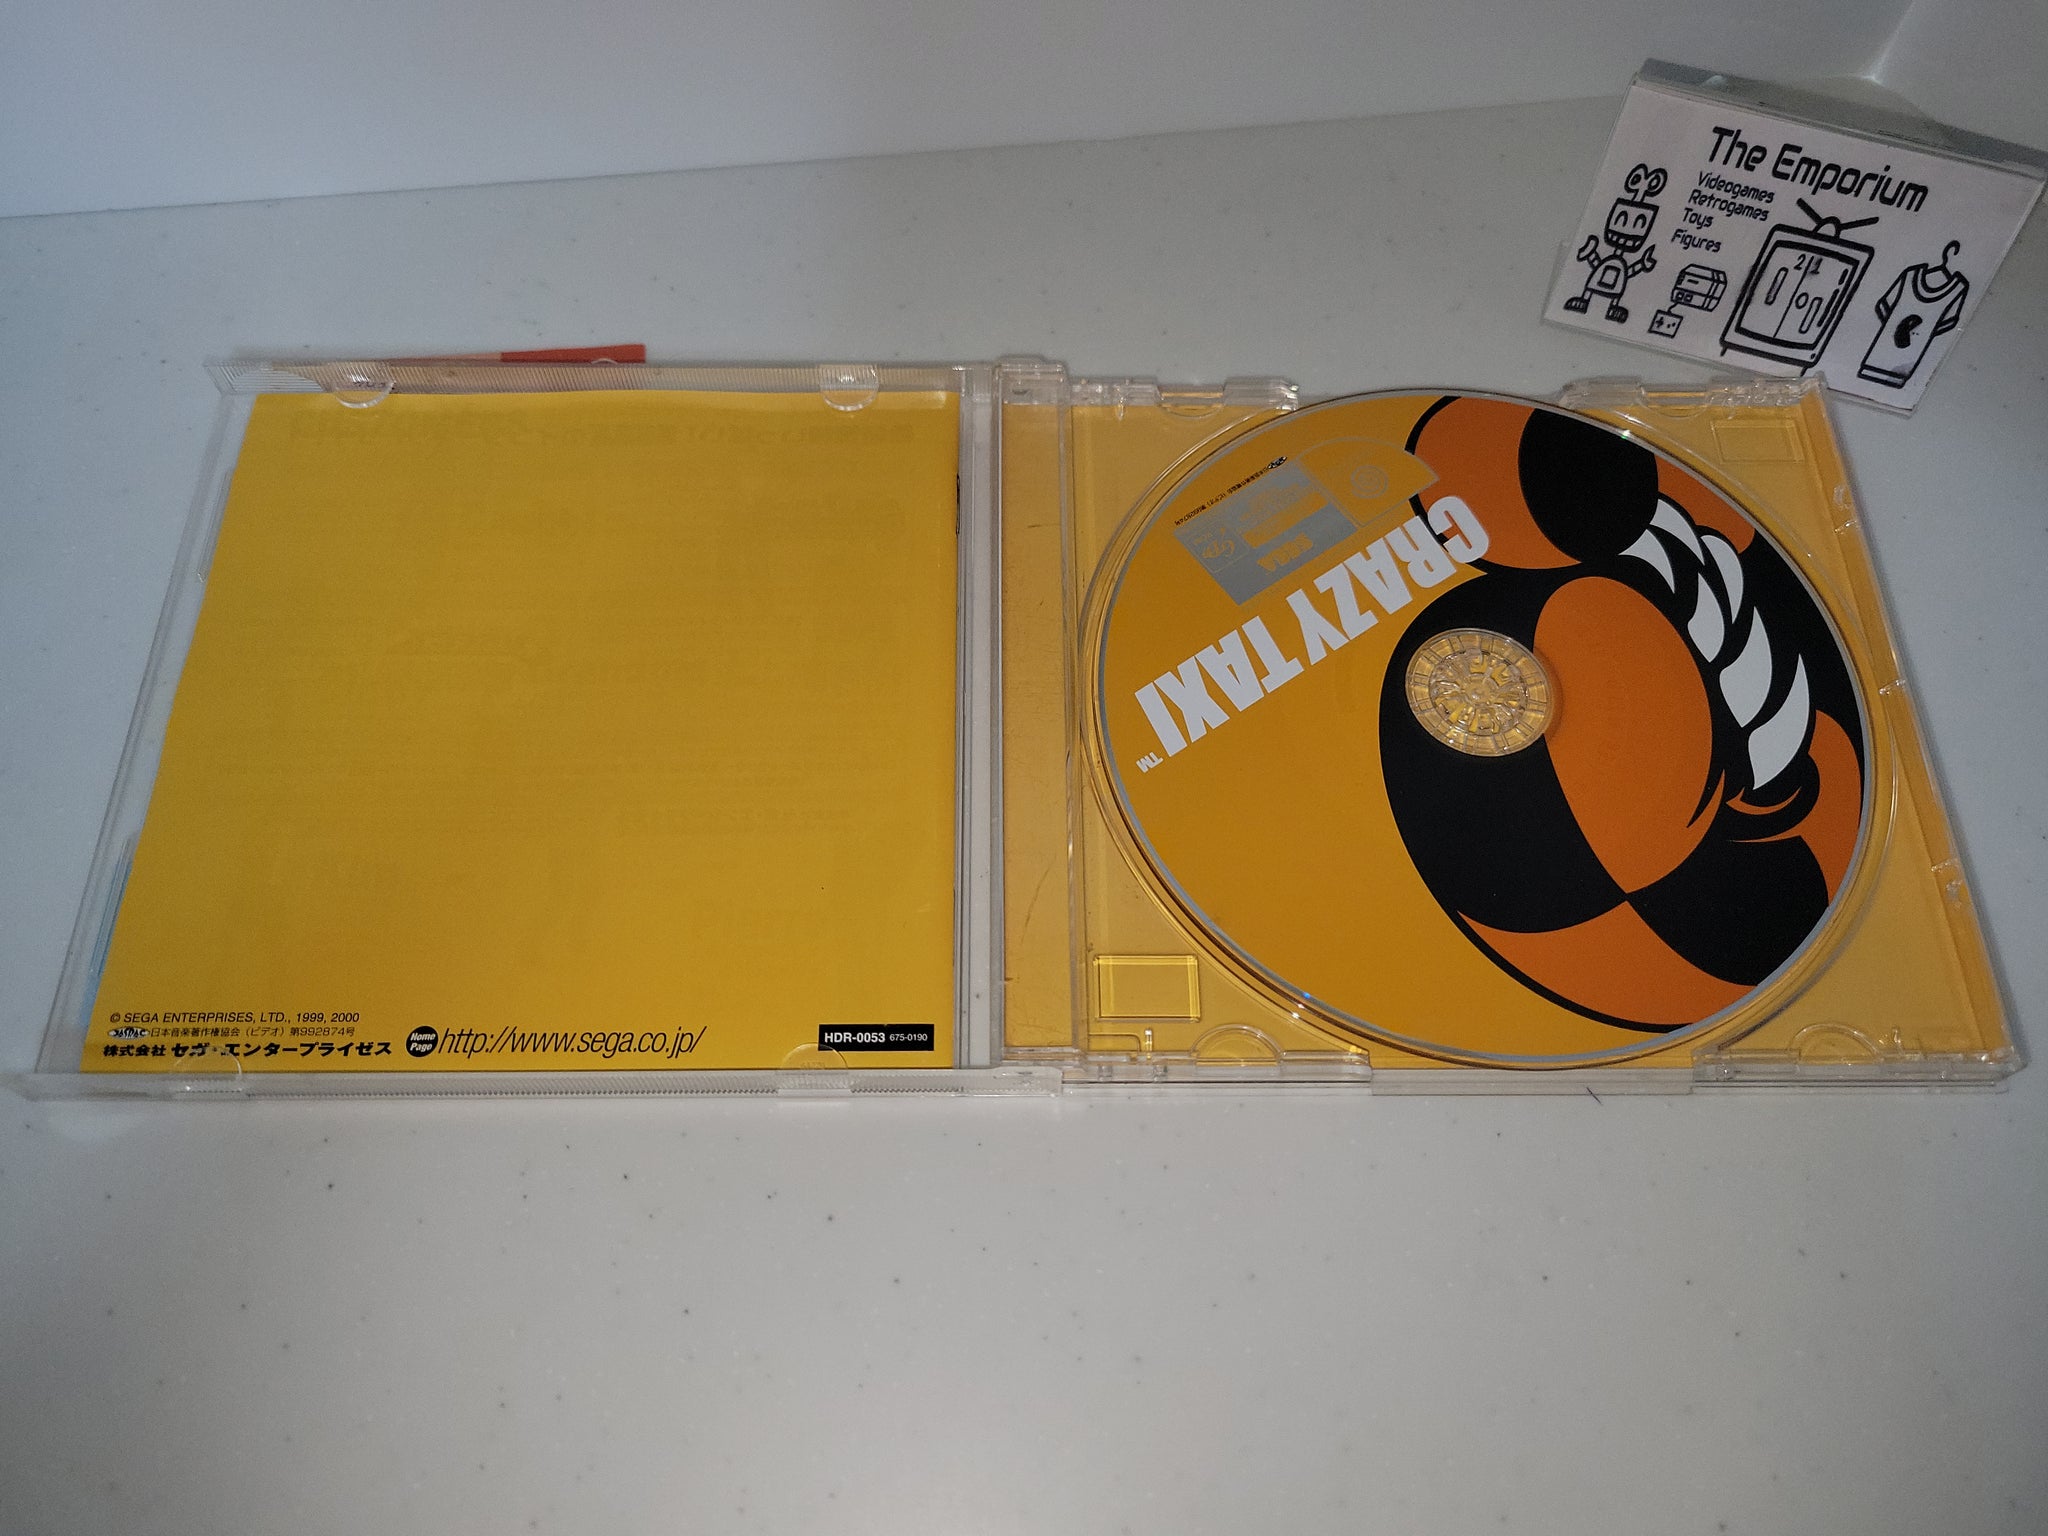 The Emporium
Videogames
Retrogames
Toys
Figures
21
CRAZY TAXI™
SEGA
© SEGA ENTERPRISES, LTD., 1999, 2000
JASRAC 日本音楽著作権協会（ビデオ）第992874号
株式会社 セガ・エンタープライゼス
Home Page http://www.sega.co.jp/
HDR-0053 675-0190